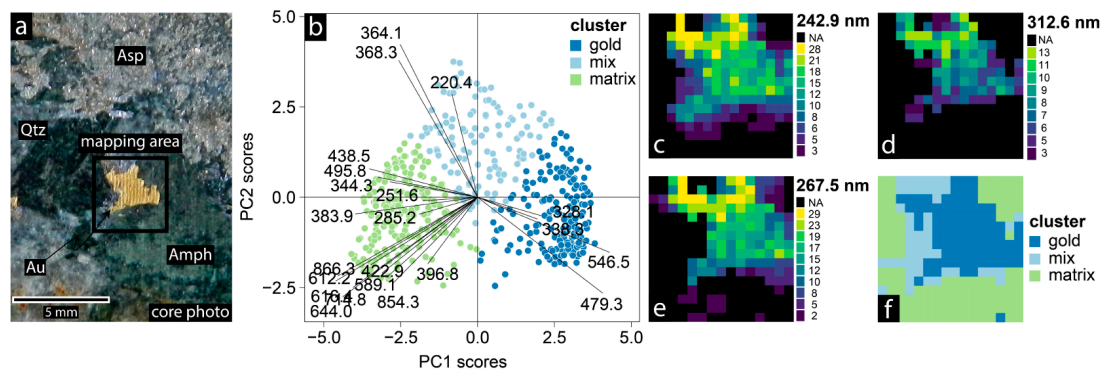 a
Asp
Qtz
mapping area
Au
Amph
5 mm
core photo
b
cluster
gold
mix
matrix
5.0
2.5
0.0
−2.5
−5.0
−2.5
0.0
2.5
5.0
PC2 scores
PC1 scores
364.1
368.3
220.4
438.5
495.8
344.3
251.6
383.9
285.2
328.1
338.3
546.5
479.3
866.3
422.9
396.8
612.2
589.1
616.4
714.8
854.3
644.0
242.9 nm
NA
28
21
18
15
12
10
8
6
5
3
c
312.6 nm
NA
13
11
10
9
8
7
6
5
3
d
267.5 nm
NA
29
23
19
17
15
12
10
8
5
2
e
cluster
gold
mix
matrix
f